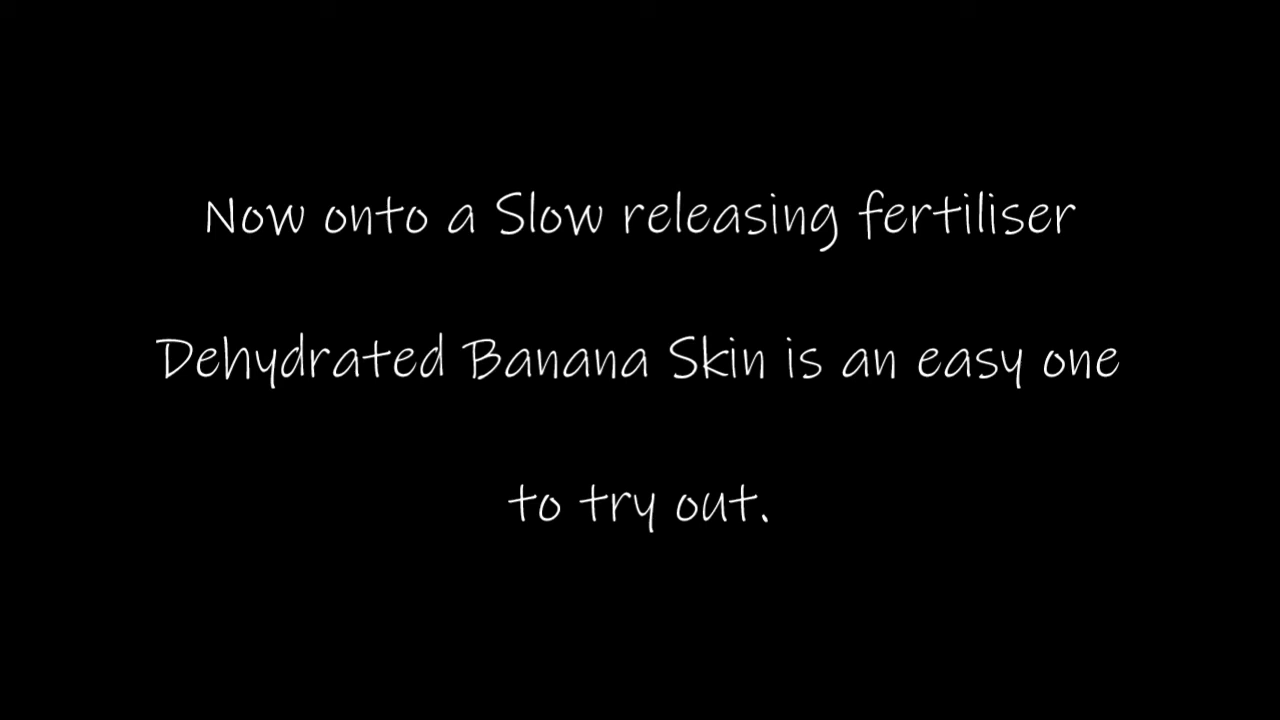 Now onto a Slow releasing fertiliser
Dehydrated Banana Skin is an easy one
to try out.